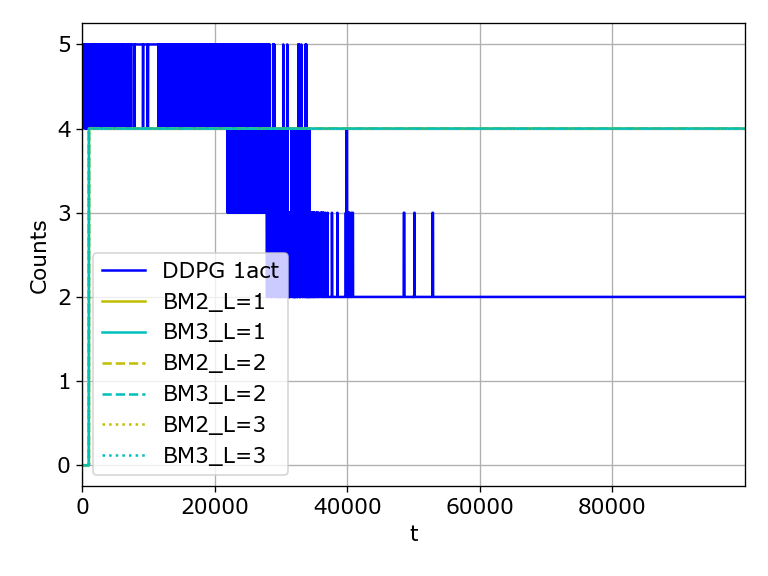 5
4
3
2
1
0
Counts
DDPG 1act
BM2_L=1
BM3_L=1
BM2_L=2
BM3_L=2
BM2_L=3
BM3_L=3
0 20000 40000 60000 80000
t